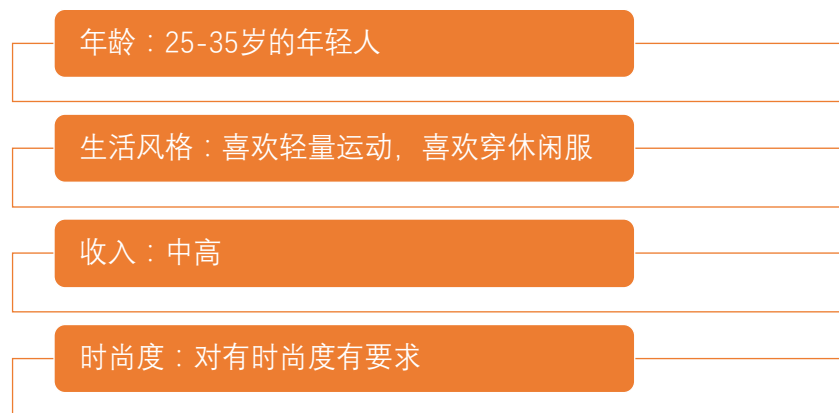 年龄：25-35岁的年轻人
生活风格：喜欢轻量运动，喜欢穿休闲服
收入：中高
时尚度：对有时尚度有要求